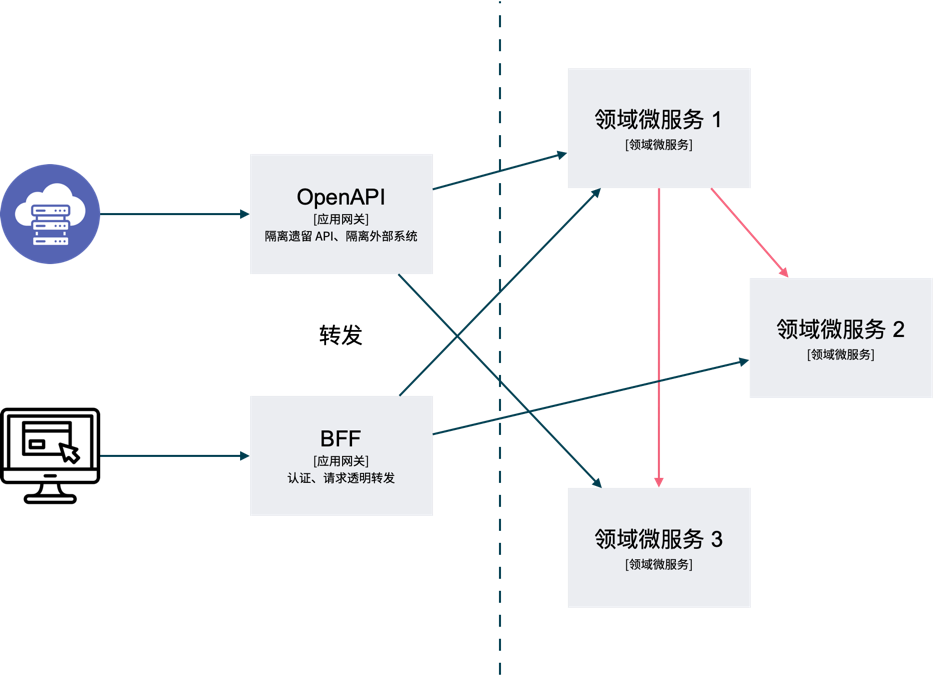 领域微服务 1
[领域微服务]
OpenAPI
[应用网关]
隔离遗留 API、隔离外部系统
转发
领域微服务 2
[领域微服务]
BFF
[应用网关]
认证、请求透明转发
领域微服务 3
[领域微服务]